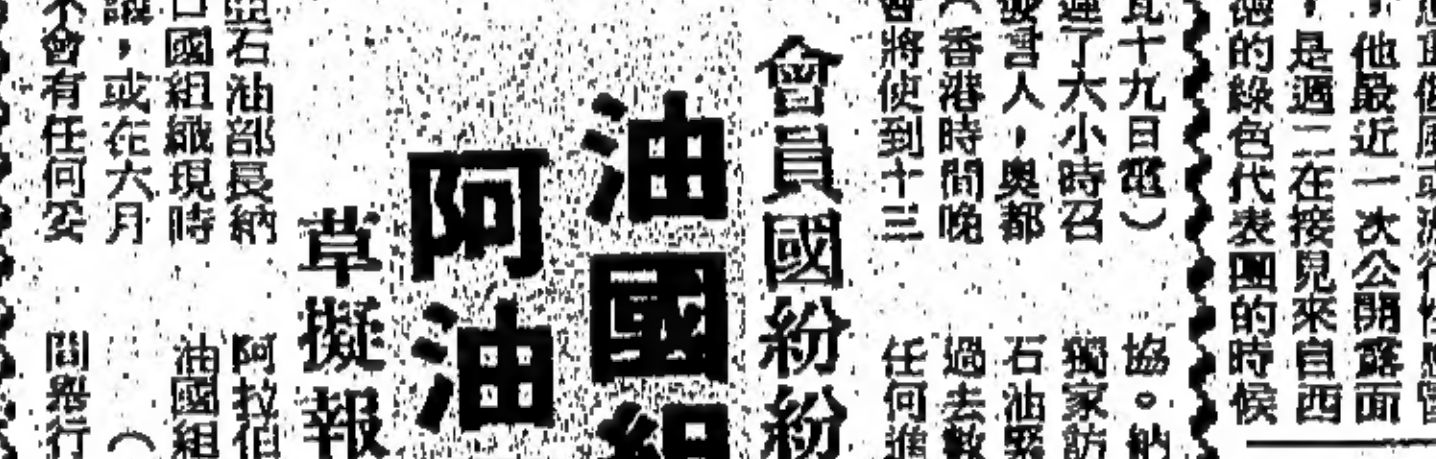 ，他最近一次公開露面
，是週二在接見來自西
德的綠色代表團的時候
瓦十九日電）
遲了大小時召
發言人，奧都
（香港時間晚
會將使到十三
協。納
獨家訪
石油
過去數
任何進
會員國紛紛
油國組
阿油
草擬報
亞石油部長納
口國組織現時
議，或在六月
不會有任何妥
阿拉伯
油國組
（
間舉行